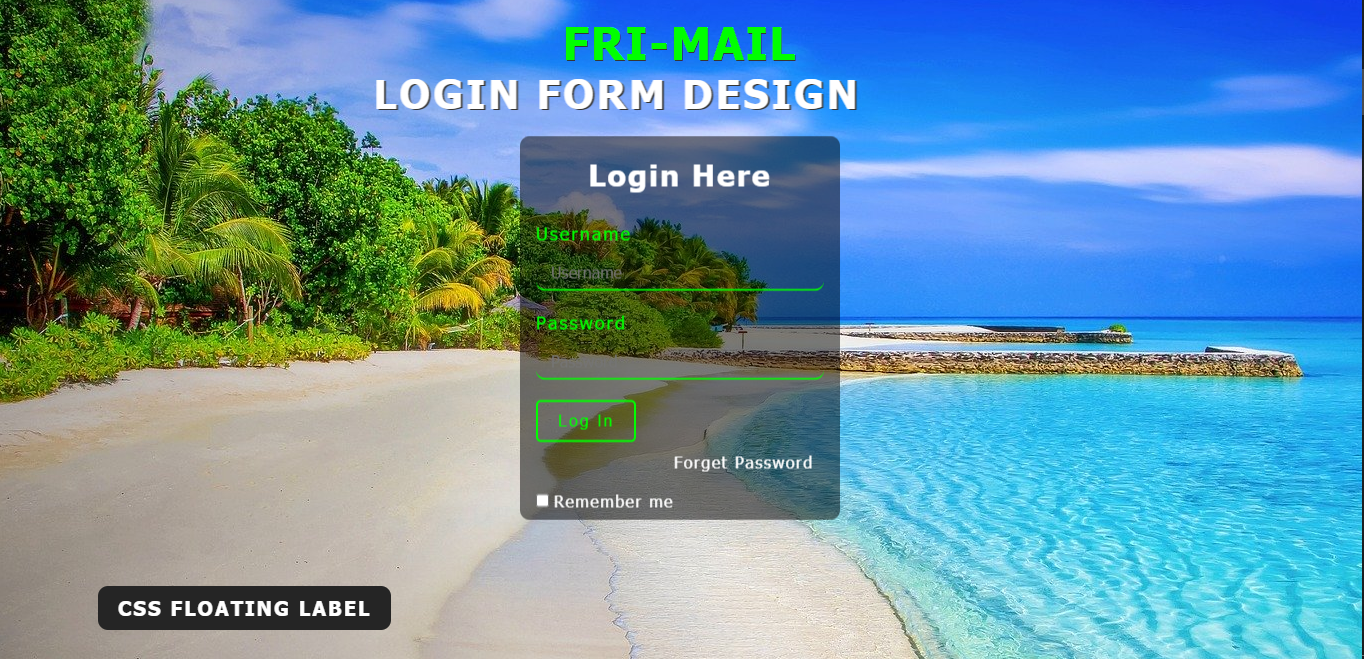 FRI-MAIL
LOGIN FORM DESIGN
Login Here
Username
Username
Password
Log In
Forget Password
Remember me
CSS FLOATING LABEL